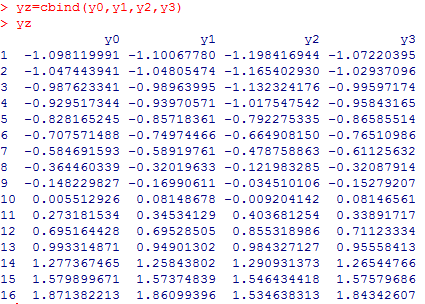 > yz=cbind(y0,y1,y2,y3)
> yz
y0 y1 y2 y3
1 -1.098119991 -1.10067780 -1.198416944 -1.07220395
2 -1.047443941 -1.04805474 -1.165402930 -1.02937096
3 -0.987623341 -0.98963995 -1.132324176 -0.99597174
4 -0.929517344 -0.93970571 -1.017547542 -0.95843165
5 -0.828165245 -0.85718361 -0.792275335 -0.86585514
6 -0.707571488 -0.74974466 -0.664908150 -0.76510986
7 -0.584691593 -0.58919761 -0.478758863 -0.61125632
8 -0.364460339 -0.32019633 -0.121983285 -0.32087914
9 -0.148229827 -0.16990611 -0.034510106 -0.15279207
10 0.005512926 0.08148678 -0.009204142 0.08146561
11 0.273181534 0.34534129 0.403681254 0.33891717
12 0.695164428 0.69528505 0.855318986 0.71123334
13 0.993314871 0.94901302 0.984327127 0.95558413
14 1.277367465 1.25843802 1.290931373 1.26544766
15 1.579899671 1.57374839 1.546434418 1.57579686
16 1.871382213 1.86099396 1.534638313 1.84342607